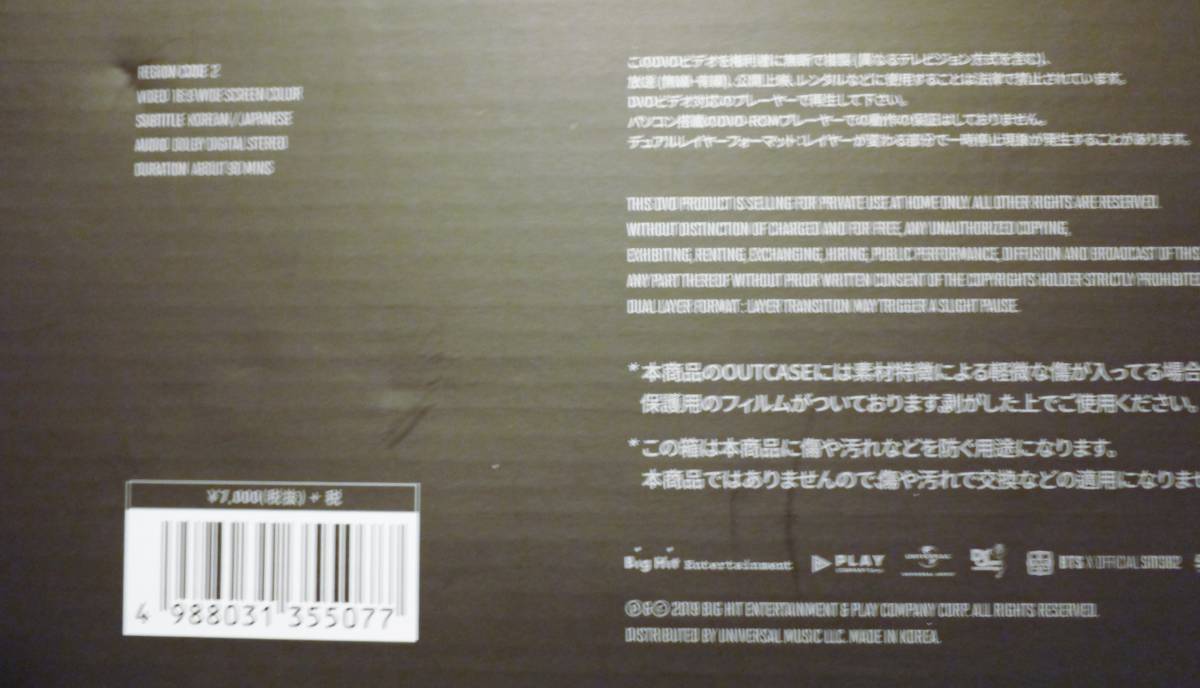 REGION CODE 2
VIDEO 16:9 WIDE SCREEN COLOR
SUBTITLE KOREAN/JAPANESE
AUDIO DOLBY DIGITAL STEREO
DURATION ABOUT 90 MINS
このDVDビデオを権利者に無断で複製(異なるテレビジョン方式を含む)、
放送(無線・有線)、公開上映、レンタルなどに使用することは法律で禁止されています。
DVDビデオ対応のプレーヤーで再生して下さい。
パソコン搭載のDVD-ROMプレーヤーでの動作の保証はしておりません。
デュアルレイヤーフォーマット:レイヤーが変わる部分で一時停止現象が発生することがあります。
THIS DVD PRODUCT IS SELLING FOR PRIVATE USE AT HOME ONLY. ALL OTHER RIGHTS ARE RESERVED.
WITHOUT DISTINCTION OF CHARGED AND FOR FREE, ANY UNAUTHORIZED COPYING,
EXHIBITING, RENTING, EXCHANGING, HIRING, PUBLIC PERFORMANCE, DIFFUSION AND BROADCAST OF THIS
ANY PART THEREOF WITHOUT PRIOR WRITTEN CONSENT OF THE COPYRIGHTS HOLDER STRICTLY PROHIBITED
DUAL LAYER FORMAT : LAYER TRANSITION MAY TRIGGER A SLIGHT PAUSE.
*本商品のOUTCASEには素材特徴による軽微な傷が入ってる場合
保護用のフィルムがついております。剥がした上でご使用ください。
*この箱は本商品に傷や汚れなどを防ぐ用途になります。
本商品ではありませんので、傷や汚れで交換などの適用になりませ
¥7,000(税抜)+税
4 988031 355077
Big Hit Entertainment
PLAY
BTS
ⓟ&ⓒ 2019 BIG HIT ENTERTAINMENT & PLAY COMPANY CORP. ALL RIGHTS RESERVED.
DISTRIBUTED BY UNIVERSAL MUSIC LLC. MADE IN KOREA.